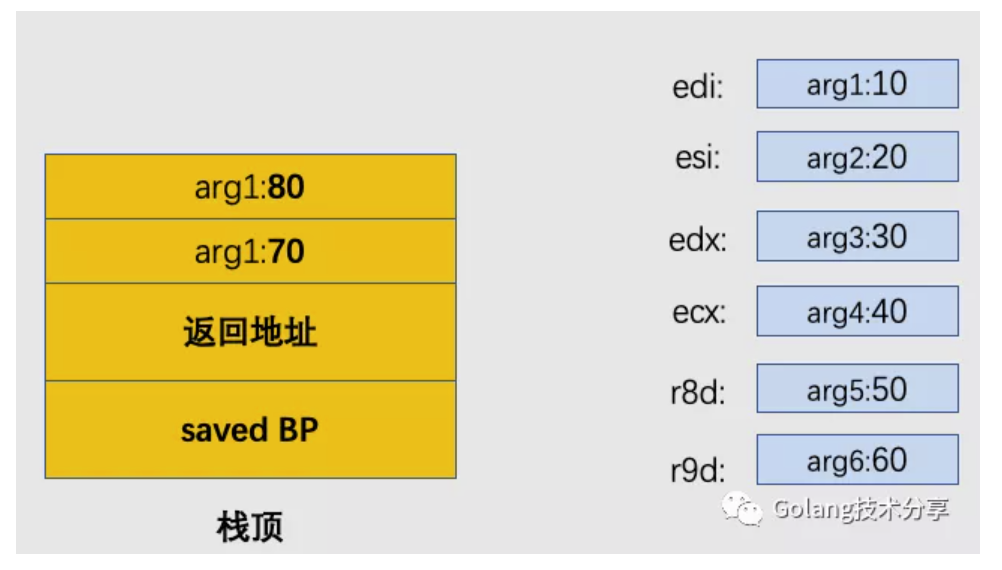 arg1:80
arg1:70
返回地址
saved BP
栈顶
edi: arg1:10
esi: arg2:20
edx: arg3:30
ecx: arg4:40
r8d: arg5:50
r9d: arg6:60
Golang技术分享